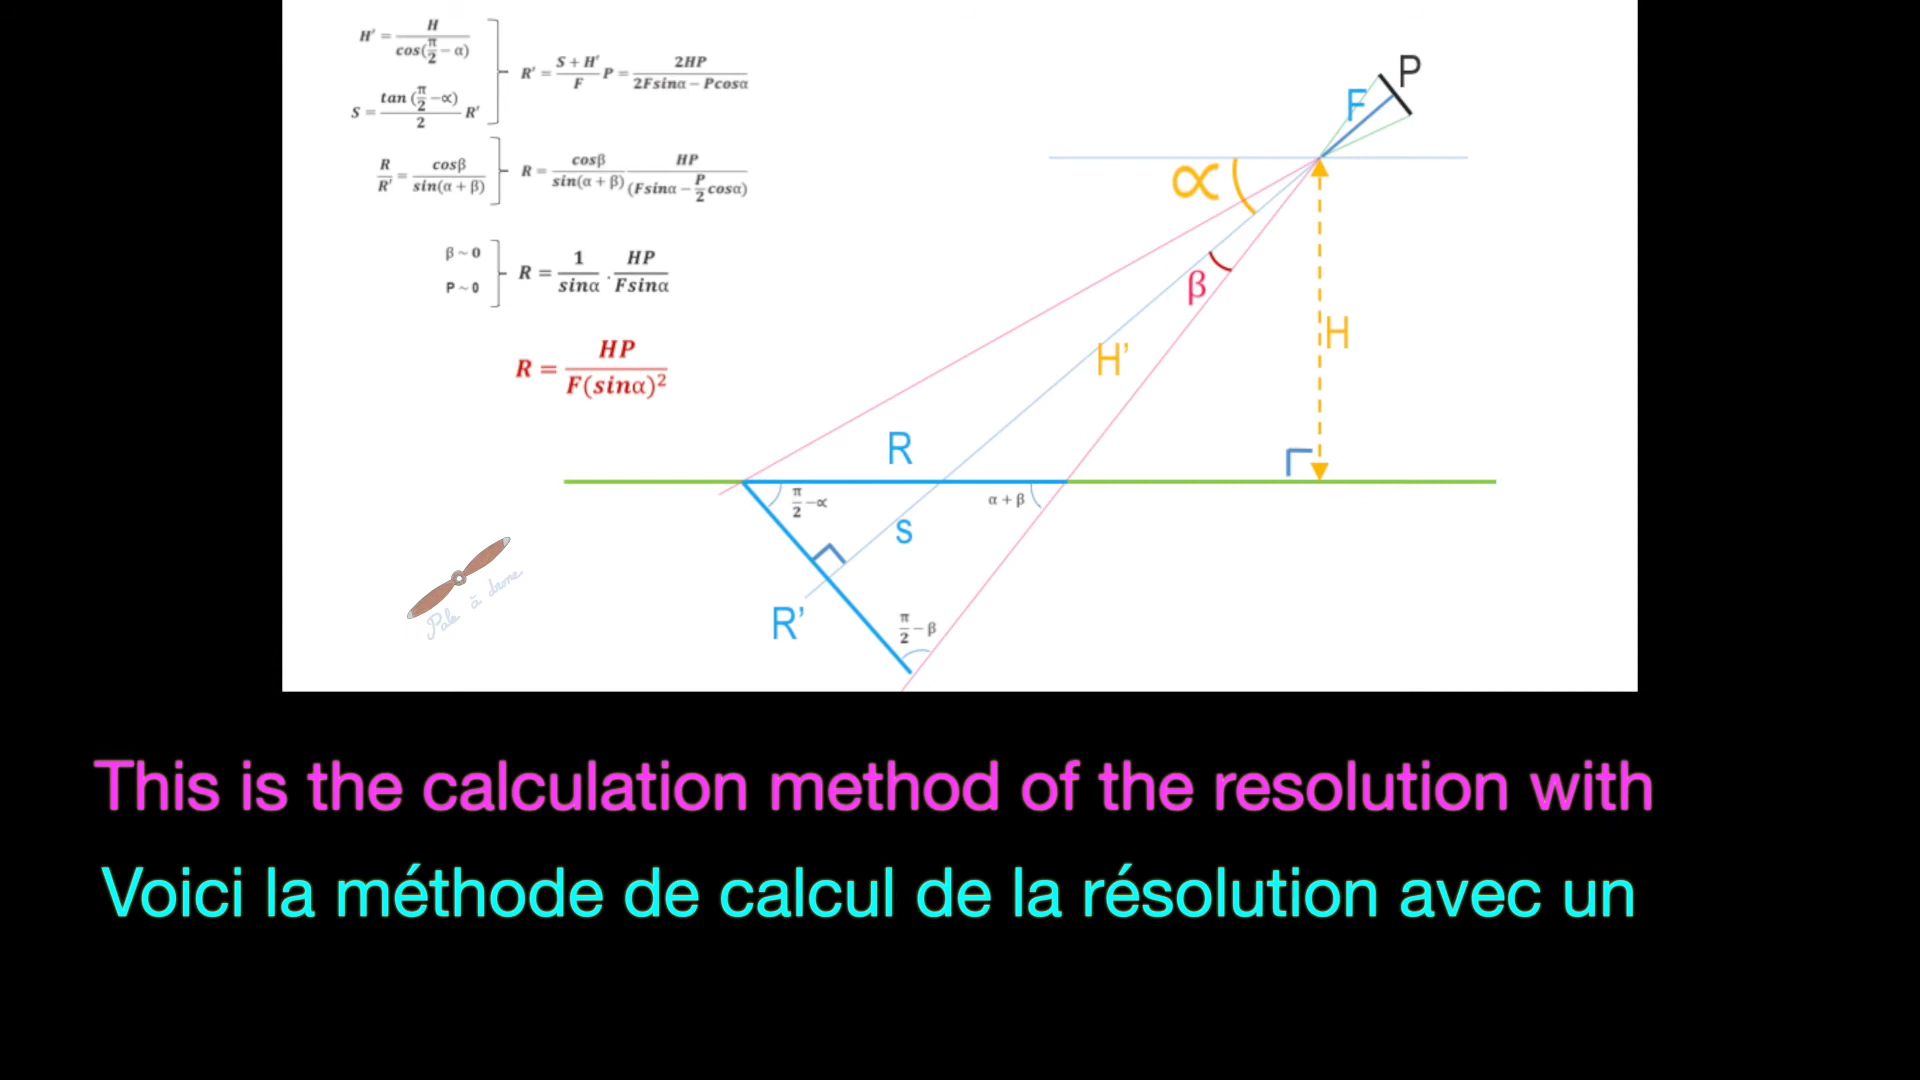 H' = H / cos(π/2 − α)
S = tan (π/2 −∝) / 2 R'
R' = S + H' / F P = 2HP / 2Fsinα − Pcosα
R / R' = cosβ / sin(α + β)
R = cosβ / sin(α + β) HP / (Fsinα − P/2 cosα)
β ~ 0
P ~ 0
R = 1 / sinα . HP / Fsinα
R = HP / F(sinα)²
P
F
∝
β
H
H'
R
π/2 −∝
α + β
S
R'
π/2 − β
Pale à drone
This is the calculation method of the resolution with
Voici la méthode de calcul de la résolution avec un